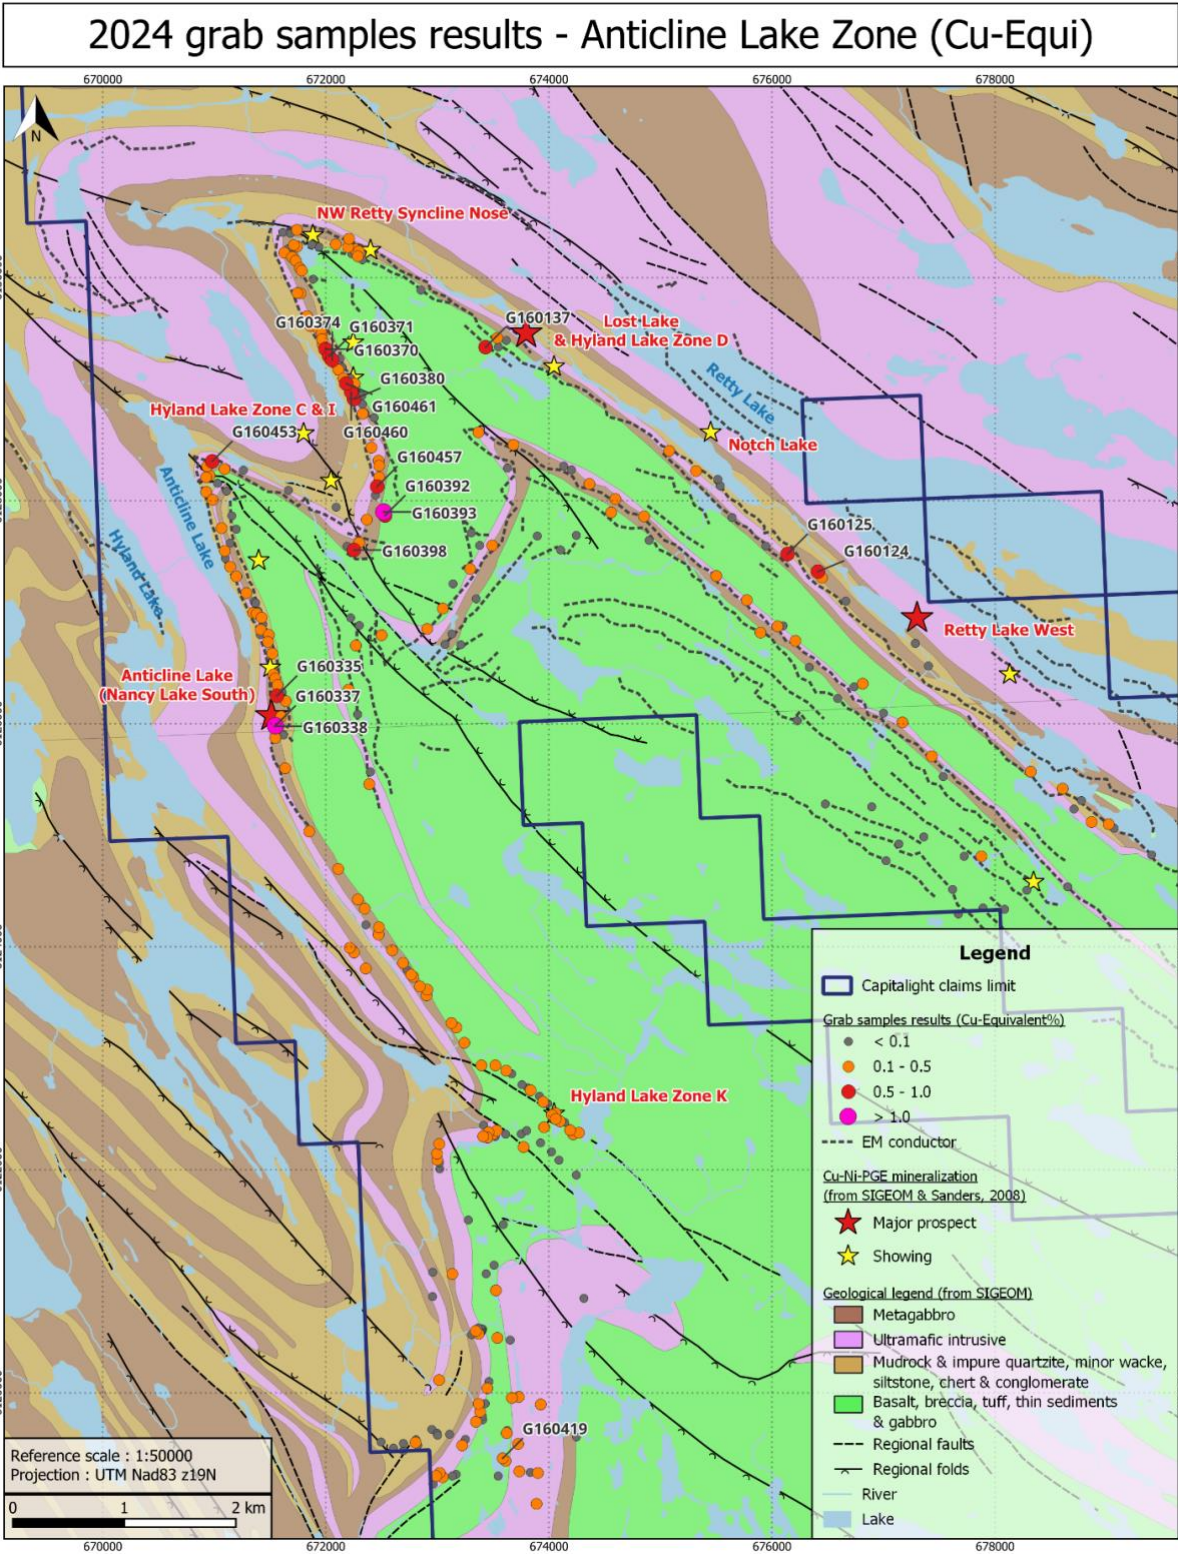 2024 grab samples results - Anticline Lake Zone (Cu-Equi)
670000 672000 674000 676000 678000
N
NW Retty Syncline Nose
G160137
G160374
G160371
Lost Lake
& Hyland Lake Zone D
G160370
G160380
Retty Lake
Hyland Lake Zone C & I
G160461
G160453
G160460
Notch Lake
G160457
Anticline Lake
G160392
G160393
Hyland Lake
G160125
G160398
G160124
Retty Lake West
G160335
Anticline Lake
(Nancy Lake South)
G160337
G160338
Hyland Lake Zone K
G160419
Legend
Capitalight claims limit
Grab samples results (Cu-Equivalent%)
< 0.1
0.1 - 0.5
0.5 - 1.0
> 1.0
EM conductor
Cu-Ni-PGE mineralization
(from SIGEOM & Sanders, 2008)
Major prospect
Showing
Geological legend (from SIGEOM)
Metagabbro
Ultramafic intrusive
Mudrock & impure quartzite, minor wacke,
siltstone, chert & conglomerate
Basalt, breccia, tuff, thin sediments
& gabbro
Regional faults
Regional folds
River
Lake
Reference scale : 1:50000
Projection : UTM Nad83 z19N
0 1 2 km
670000 672000 674000 676000 678000